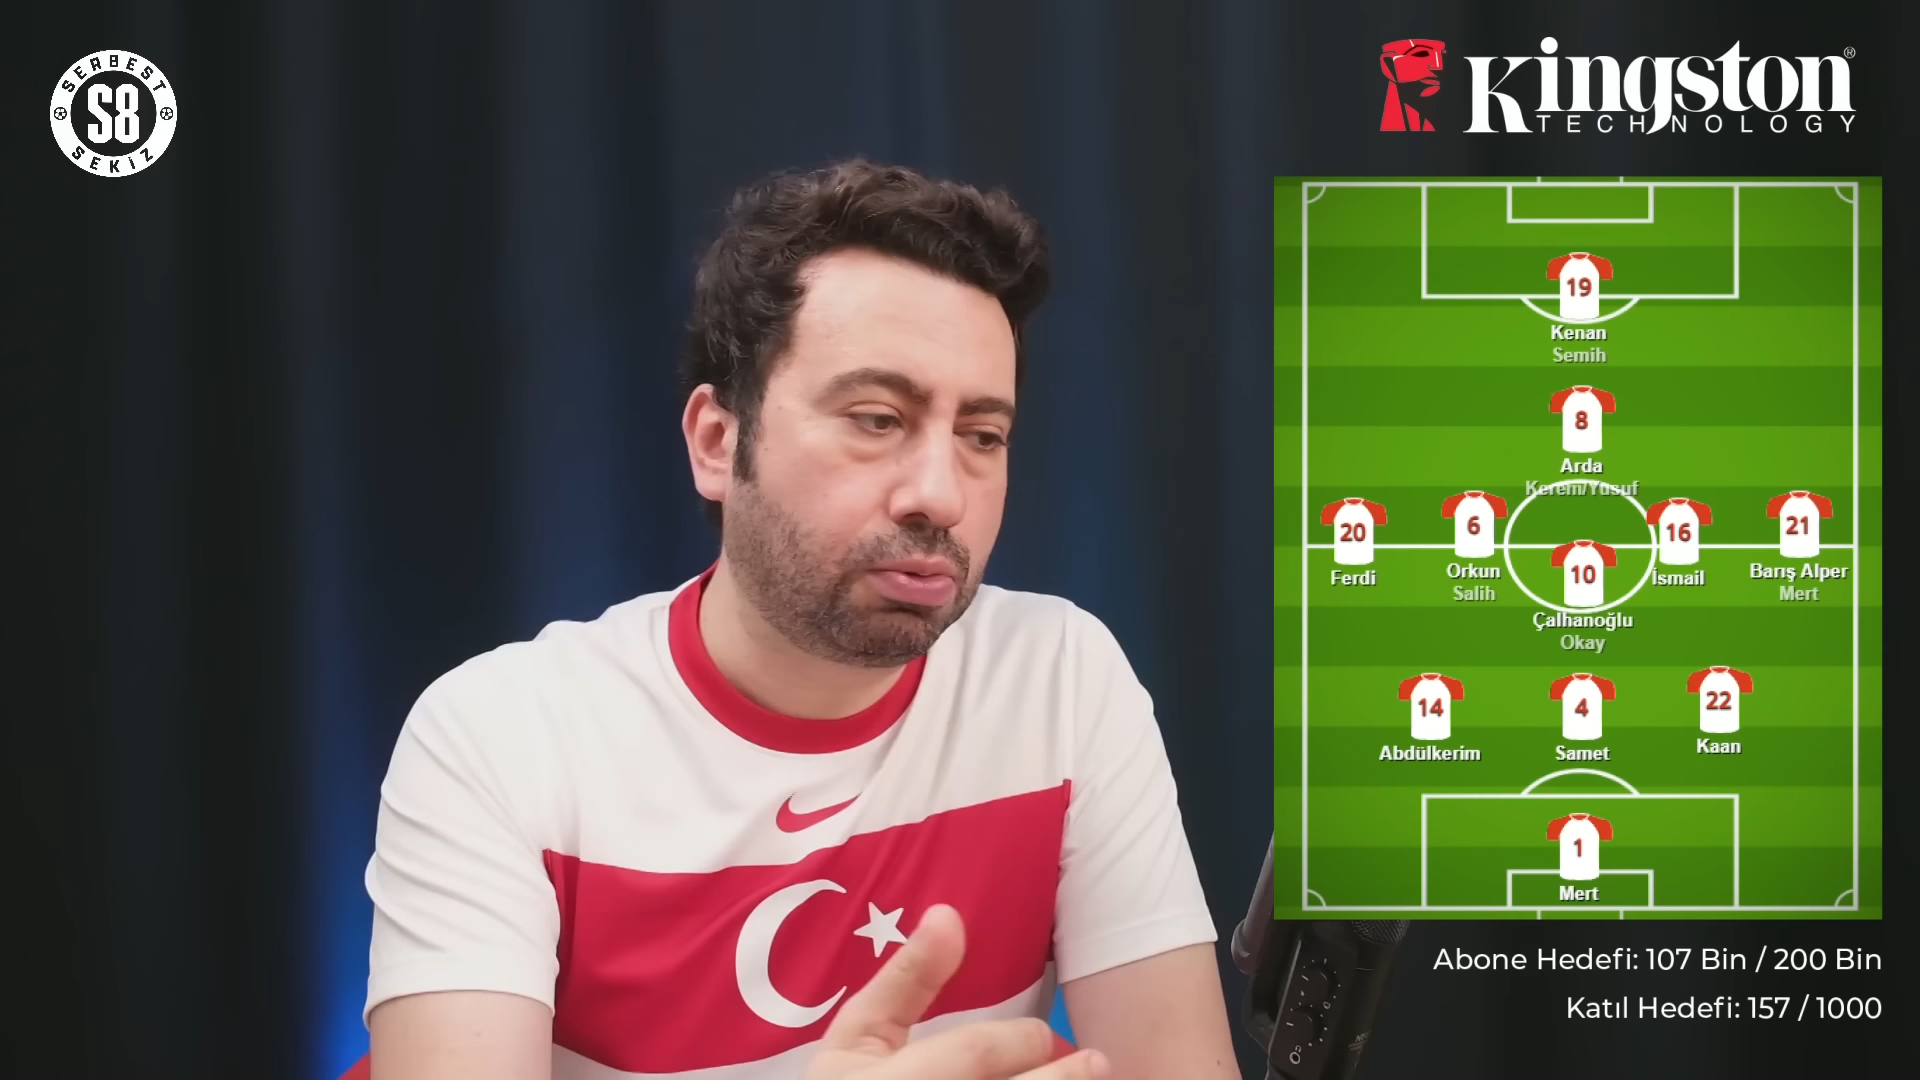 SERBEST
S8
SEKİZ
Kingston®
TECHNOLOGY
19
Kenan
Semih
8
Arda
Kerem/Yusuf
20
Ferdi
6
Orkun
Salih
10
Çalhanoğlu
Okay
16
İsmail
21
Barış Alper
Mert
14
Abdülkerim
4
Samet
22
Kaan
1
Mert
Abone Hedefi: 107 Bin / 200 Bin
Katıl Hedefi: 157 / 1000